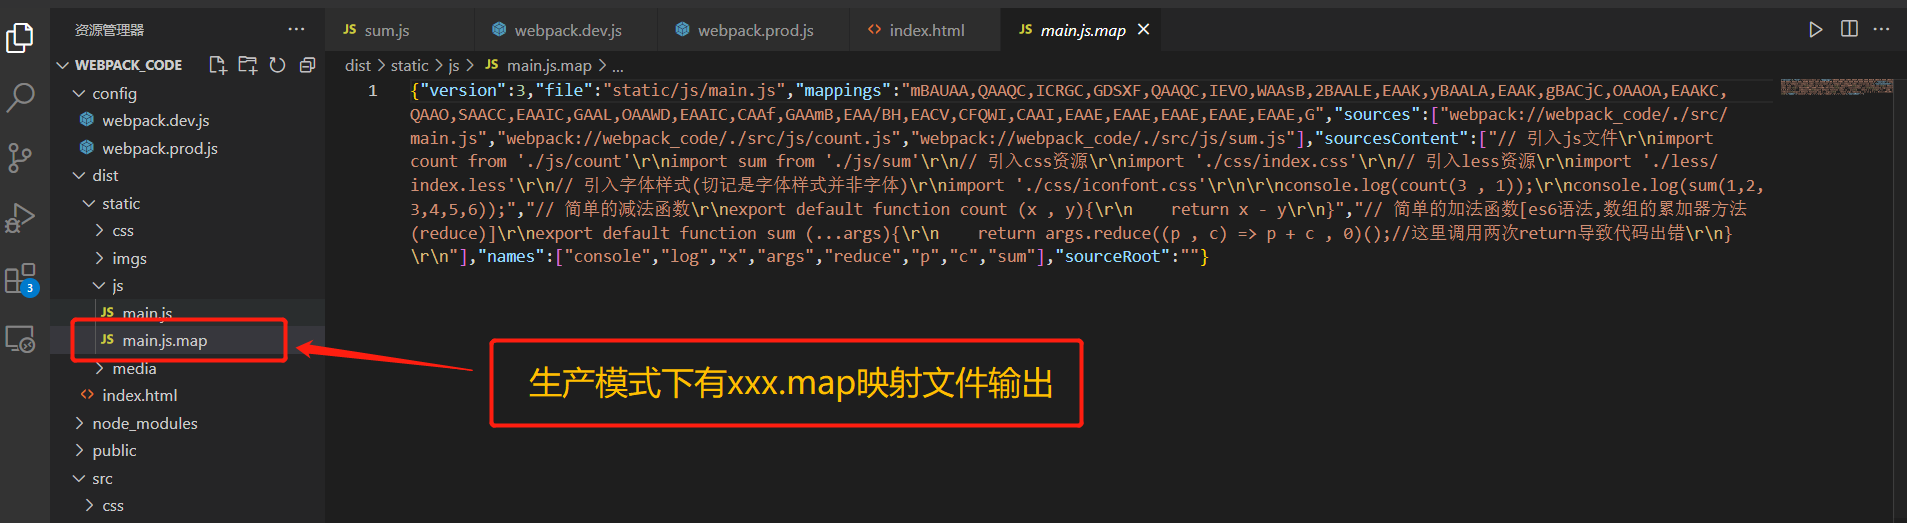 资源管理器
sum.js
webpack.dev.js
webpack.prod.js
index.html
main.js.map
WEBPACK_CODE
config
webpack.dev.js
webpack.prod.js
dist
static
css
imgs
js
main.js
main.js.map
media
index.html
node_modules
public
src
css
3
dist > static > js > JS main.js.map > ...
1
{"version":3,"file":"static/js/main.js","mappings":"mBAUAA,QAAQC,ICRGC,GDSXF,QAAQC,IEVO,WAAsB,2BAALE,EAAK,yBAALA,EAAK,gBACjC,OAAOA,EAAKC,
QAAO,SAACC,EAAIC,GAAL,OAAWD,EAAIC,CAAf,GAAmB,EAA/BH,EACV,CFQWI,CAAI,EAAE,EAAE,EAAE,EAAE,EAAE,G","sources":["webpack://webpack_code/./src/
main.js","webpack://webpack_code/./src/js/count.js","webpack://webpack_code/./src/js/sum.js"],"sourcesContent":["// 引入js文件\r\nimport
count from './js/count'\r\nimport sum from './js/sum'\r\n// 引入css资源\r\nimport './css/index.css'\r\n// 引入less资源\r\nimport './less/
index.less'\r\n// 引入字体样式(切记是字体样式并非字体)\r\nimport './css/iconfont.css'\r\n\r\n\r\nconsole.log(count(3 , 1));\r\nconsole.log(sum(1,2,
3,4,5,6));","// 简单的减法函数\r\nexport default function count (x , y){\r\n    return x - y\r\n}","// 简单的加法函数[es6语法,数组的累加器方法
(reduce)]\r\nexport default function sum (...args){\r\n    return args.reduce((p , c) => p + c , 0)();//这里调用两次return导致代码出错\r\n}
\r\n"],"names":["console","log","x","args","reduce","p","c","sum"],"sourceRoot":""}
生产模式下有xxx.map映射文件输出